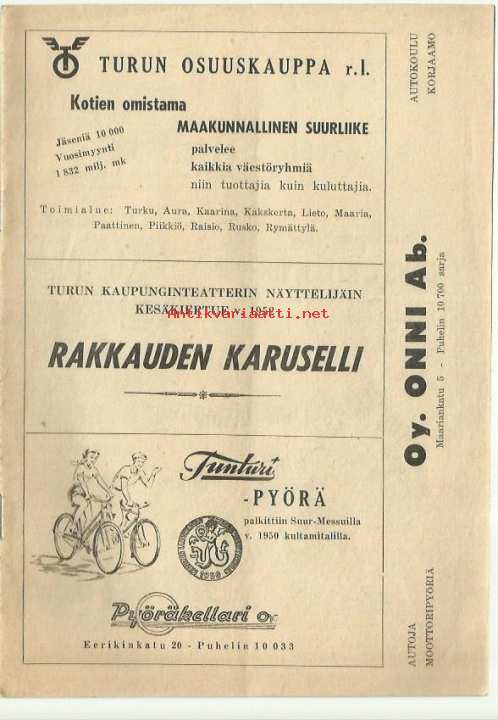 TURUN OSUUSKAUPPA r.l.
Kotien omistama
MAAKUNNALLINEN SUURLIIKE
Jäseniä 10 000
Vuosimyynti
1 832 milj. mk
palvelee
kaikkia väestöryhmiä
niin tuottajia kuin kuluttajia.
Toimialue: Turku, Aura, Kaarina, Kakskerta, Lieto, Maaria,
Paattinen, Piikkiö, Raisio, Rusko, Rymättylä.
TURUN KAUPUNGINTEATTERIN NÄYTTELIJÄIN
KESÄKIERTUE v. 1956
antikvariaatti.net
RAKKAUDEN KARUSELLI
Tunturi
-PYÖRÄ
palkittiin Suur-Messuilla
v. 1950 kultamitalilla.
1950
Pyöräkellari oy
Eerikinkatu 20 - Puhelin 10 033
AUTOKOULU
KORJAAMO
Oy. ONNI Ab.
Maariankatu 5 - Puhelin 10 700 sarja
AUTOJA
MOOTTORIPYÖRIÄ